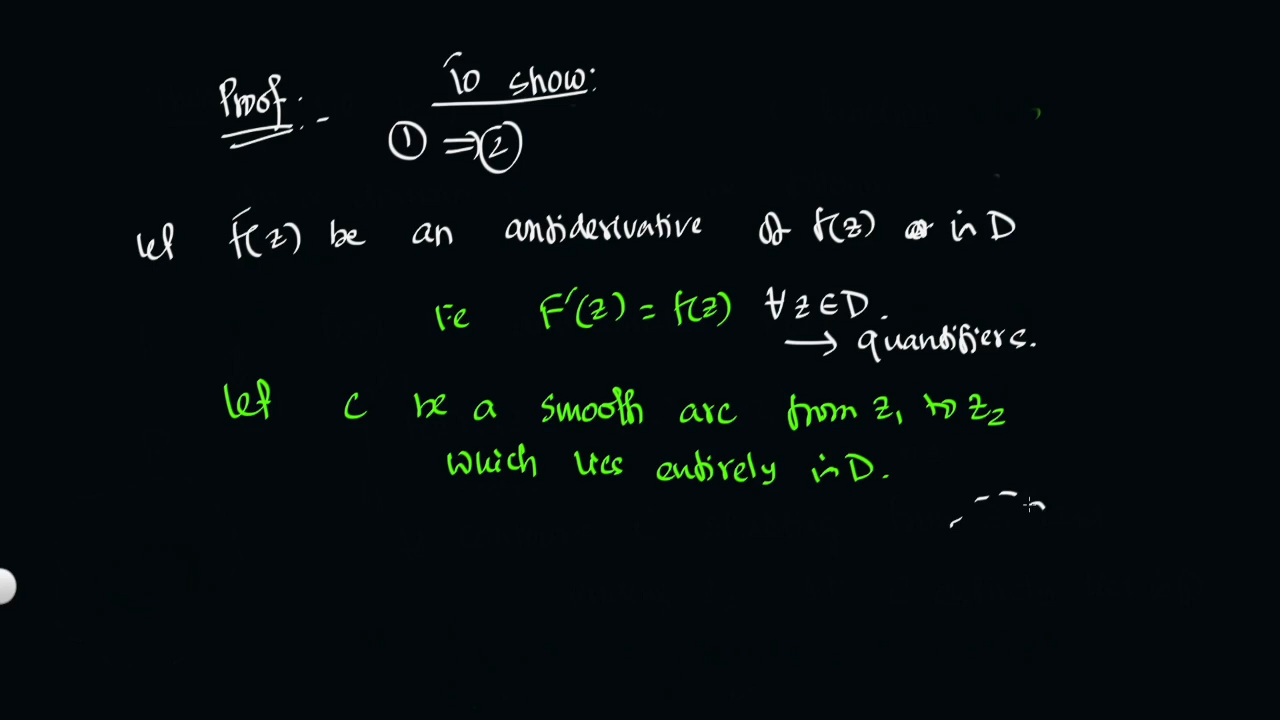 Proof:- To show:
① ⇒ ②
let F(z) be an antiderivative of f(z) in D
i.e F'(z) = f(z) ∀ z ∈ D.
→ quantifiers.
let C be a smooth arc from z₁ to z₂
which lies entirely in D.